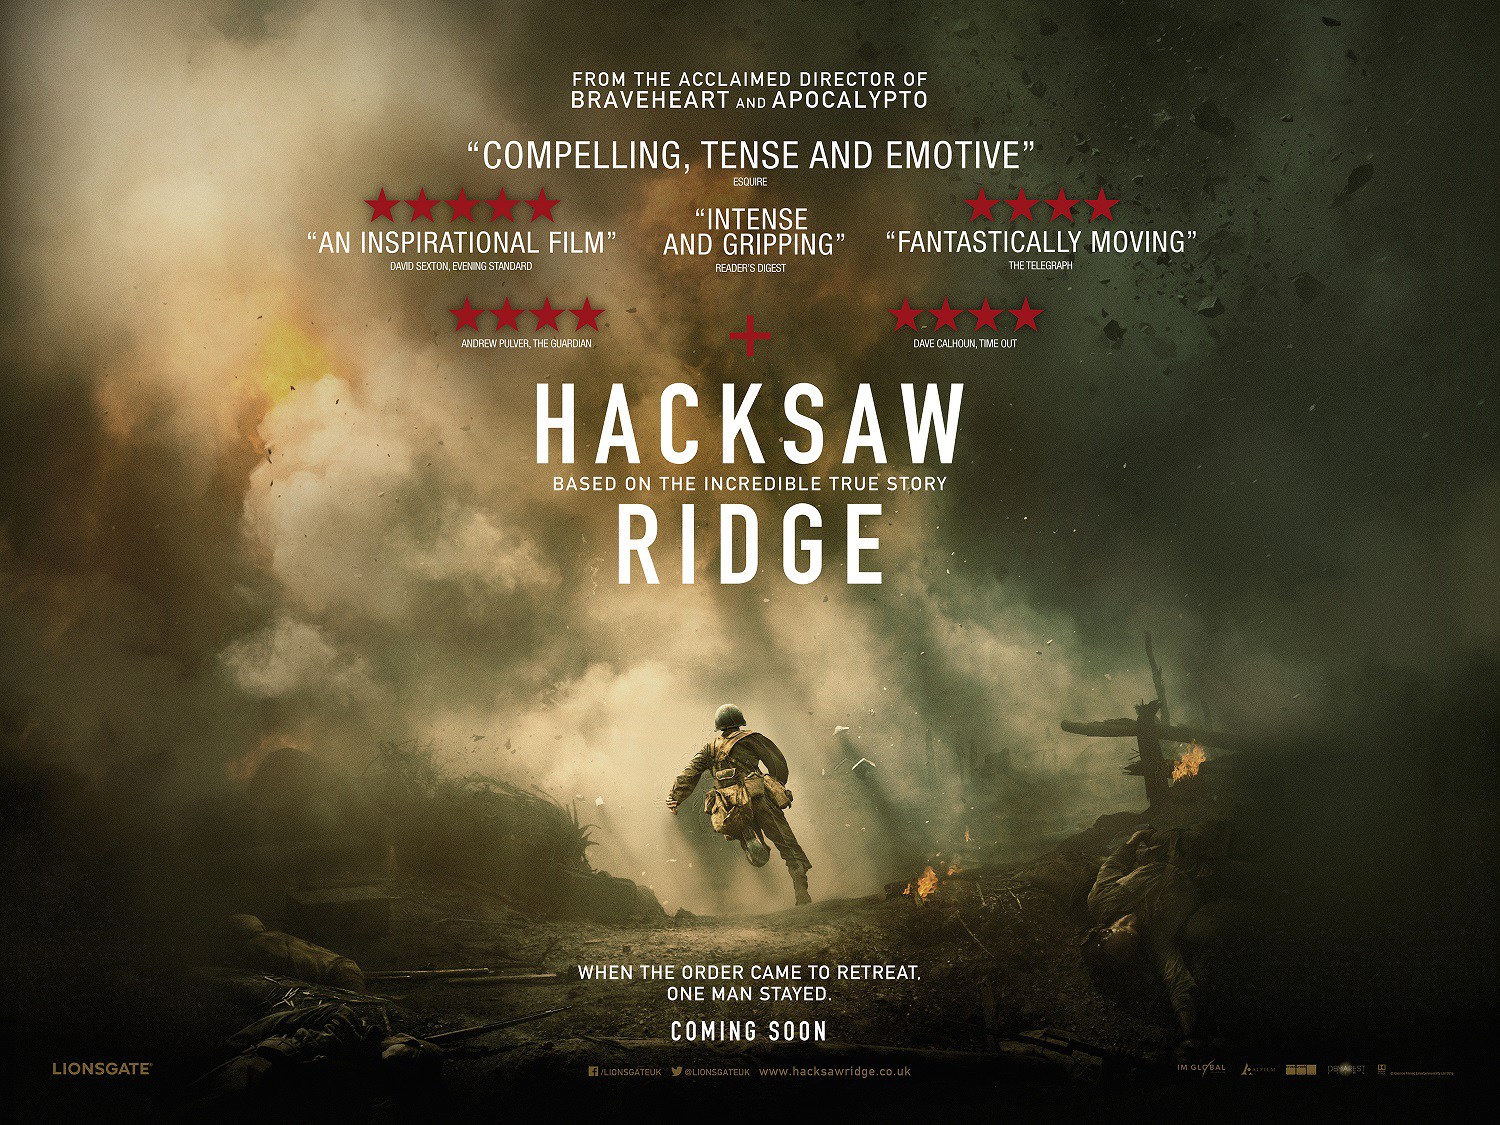 FROM THE ACCLAIMED DIRECTOR OF
BRAVEHEART AND APOCALYPTO
“COMPELLING, TENSE AND EMOTIVE”
ESQUIRE
“AN INSPIRATIONAL FILM”
DAVID SEXTON, EVENING STANDARD
“INTENSE
AND GRIPPING”
READER'S DIGEST
“FANTASTICALLY MOVING”
THE TELEGRAPH
ANDREW PULVER, THE GUARDIAN
DAVE CALHOUN, TIME OUT
HACKSAW
BASED ON THE INCREDIBLE TRUE STORY
RIDGE
WHEN THE ORDER CAME TO RETREAT,
ONE MAN STAYED.
COMING SOON
LIONSGATE
/LIONSGATEUK @LIONSGATEUK www.hacksawridge.co.uk
IM GLOBAL